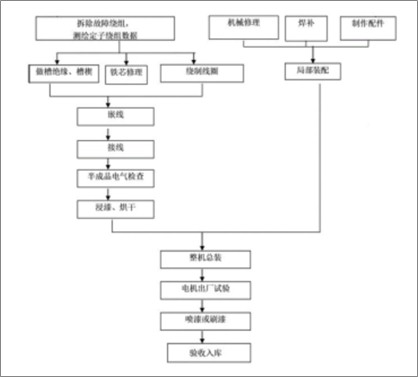 拆除故障绕组,
测绘定子绕组数据
机械修理
焊补
制作配件
做槽绝缘、槽楔
铁芯修理
绕制线圈
局部装配
嵌线
接线
半成品电气检查
浸漆、烘干
整机总装
电机出厂试验
喷漆或刷漆
验收入库